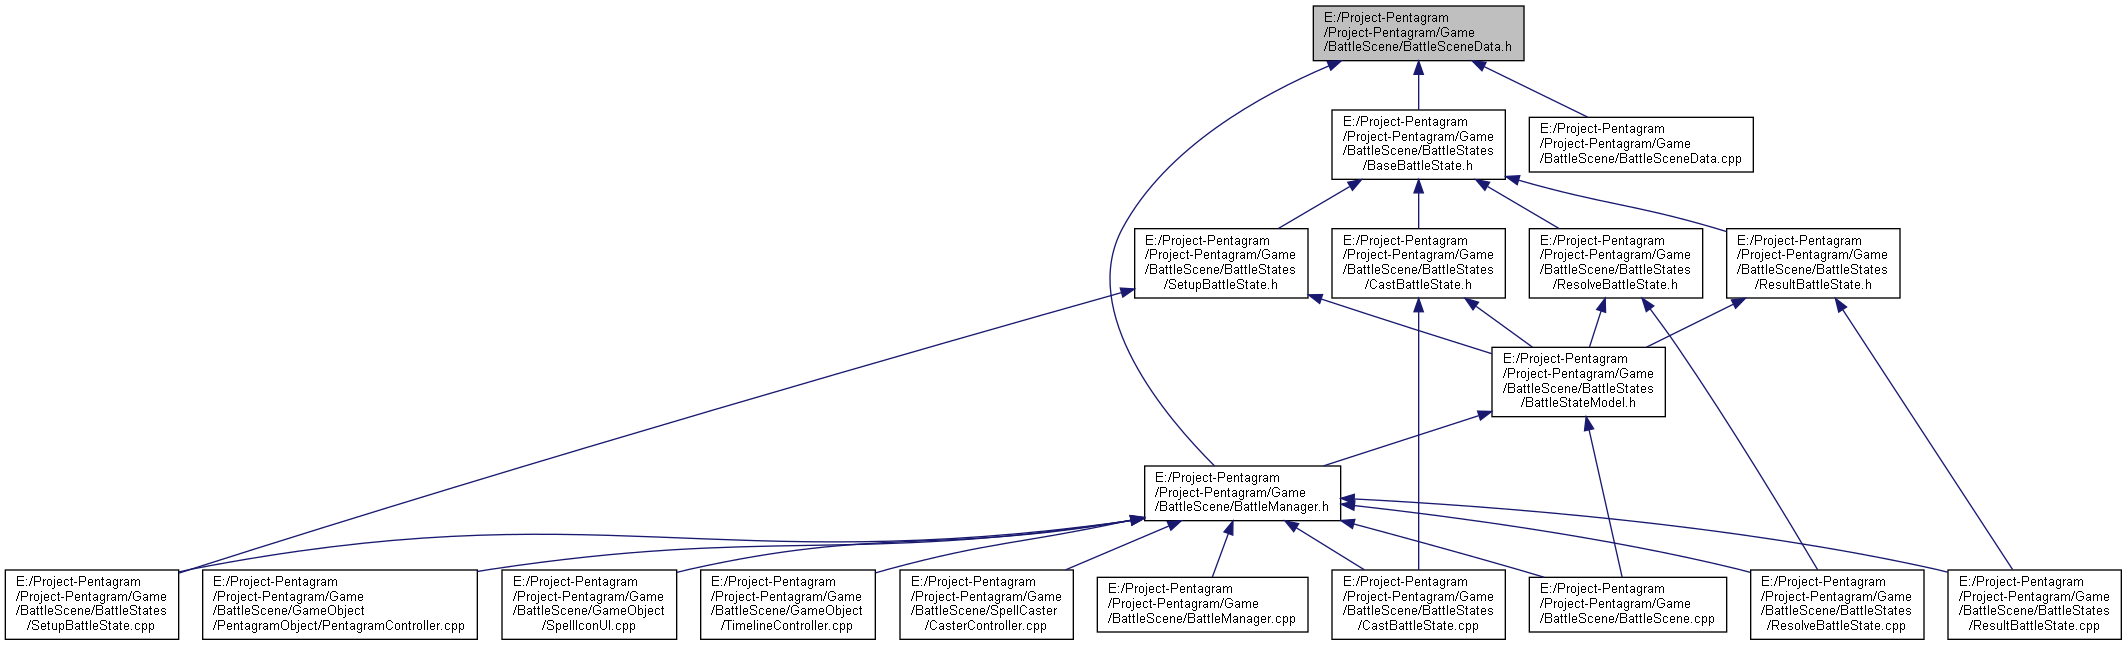 E:/Project-Pentagram
/Project-Pentagram/Game
/BattleScene/BattleSceneData.h
E:/Project-Pentagram
/Project-Pentagram/Game
/BattleScene/BattleStates
/BaseBattleState.h
E:/Project-Pentagram
/Project-Pentagram/Game
/BattleScene/BattleSceneData.cpp
E:/Project-Pentagram
/Project-Pentagram/Game
/BattleScene/BattleStates
/SetupBattleState.h
E:/Project-Pentagram
/Project-Pentagram/Game
/BattleScene/BattleStates
/CastBattleState.h
E:/Project-Pentagram
/Project-Pentagram/Game
/BattleScene/BattleStates
/ResolveBattleState.h
E:/Project-Pentagram
/Project-Pentagram/Game
/BattleScene/BattleStates
/ResultBattleState.h
E:/Project-Pentagram
/Project-Pentagram/Game
/BattleScene/BattleStates
/BattleStateModel.h
E:/Project-Pentagram
/Project-Pentagram/Game
/BattleScene/BattleManager.h
E:/Project-Pentagram
/Project-Pentagram/Game
/BattleScene/BattleStates
/SetupBattleState.cpp
E:/Project-Pentagram
/Project-Pentagram/Game
/BattleScene/GameObject
/PentagramObject/PentagramController.cpp
E:/Project-Pentagram
/Project-Pentagram/Game
/BattleScene/GameObject
/SpellIconUI.cpp
E:/Project-Pentagram
/Project-Pentagram/Game
/BattleScene/GameObject
/TimelineController.cpp
E:/Project-Pentagram
/Project-Pentagram/Game
/BattleScene/SpellCaster
/CasterController.cpp
E:/Project-Pentagram
/Project-Pentagram/Game
/BattleScene/BattleManager.cpp
E:/Project-Pentagram
/Project-Pentagram/Game
/BattleScene/BattleStates
/CastBattleState.cpp
E:/Project-Pentagram
/Project-Pentagram/Game
/BattleScene/BattleScene.cpp
E:/Project-Pentagram
/Project-Pentagram/Game
/BattleScene/BattleStates
/ResolveBattleState.cpp
E:/Project-Pentagram
/Project-Pentagram/Game
/BattleScene/BattleStates
/ResultBattleState.cpp